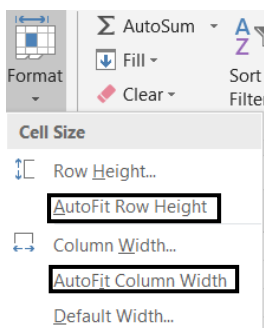 AutoSum
Fill
Clear
Format
Sort
Filte
Cell Size
Row Height...
AutoFit Row Height
Column Width...
AutoFit Column Width
Default Width...